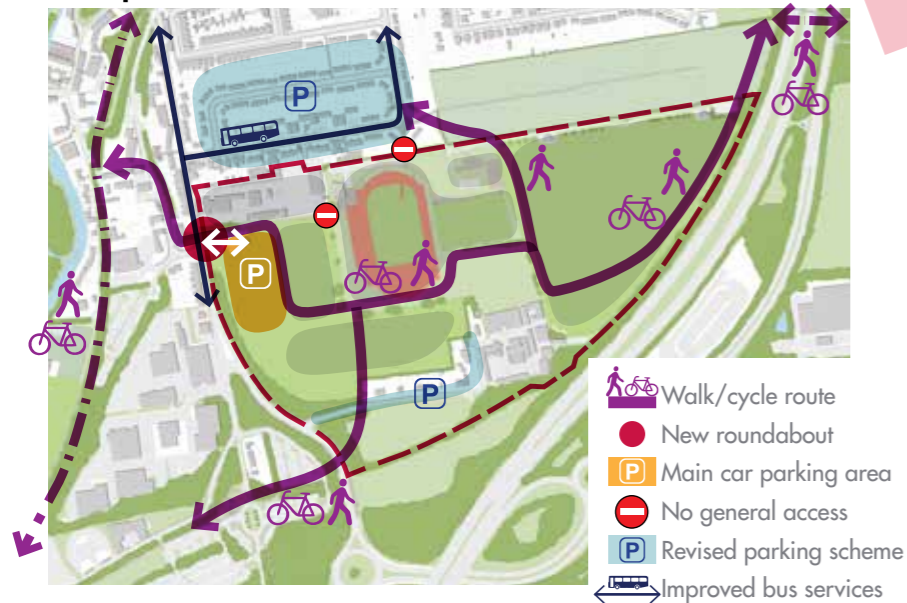 P
P
P
Walk/cycle route
New roundabout
P Main car parking area
No general access
P Revised parking scheme
Improved bus services